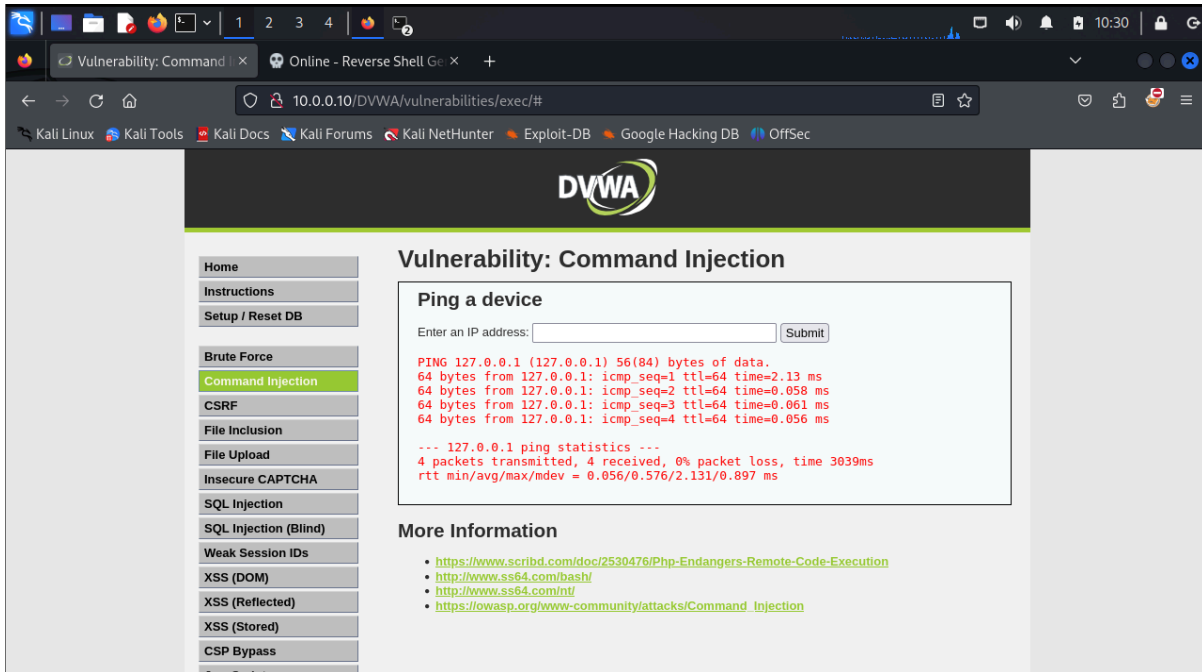 1 2 3 4 2 10:30
Vulnerability: Command I Online - Reverse Shell Ge
10.0.0.10/DVWA/vulnerabilities/exec/#
Kali Linux Kali Tools Kali Docs Kali Forums Kali NetHunter Exploit-DB Google Hacking DB OffSec
DVWA
Home
Instructions
Setup / Reset DB
Brute Force
Command Injection
CSRF
File Inclusion
File Upload
Insecure CAPTCHA
SQL Injection
SQL Injection (Blind)
Weak Session IDs
XSS (DOM)
XSS (Reflected)
XSS (Stored)
CSP Bypass
Vulnerability: Command Injection
Ping a device
Enter an IP address: Submit
PING 127.0.0.1 (127.0.0.1) 56(84) bytes of data.
64 bytes from 127.0.0.1: icmp_seq=1 ttl=64 time=2.13 ms
64 bytes from 127.0.0.1: icmp_seq=2 ttl=64 time=0.058 ms
64 bytes from 127.0.0.1: icmp_seq=3 ttl=64 time=0.061 ms
64 bytes from 127.0.0.1: icmp_seq=4 ttl=64 time=0.056 ms
--- 127.0.0.1 ping statistics ---
4 packets transmitted, 4 received, 0% packet loss, time 3039ms
rtt min/avg/max/mdev = 0.056/0.576/2.131/0.897 ms
More Information
https://www.scribd.com/doc/2530476/Php-Endangers-Remote-Code-Execution
http://www.ss64.com/bash/
http://www.ss64.com/nt/
https://owasp.org/www-community/attacks/Command_Injection